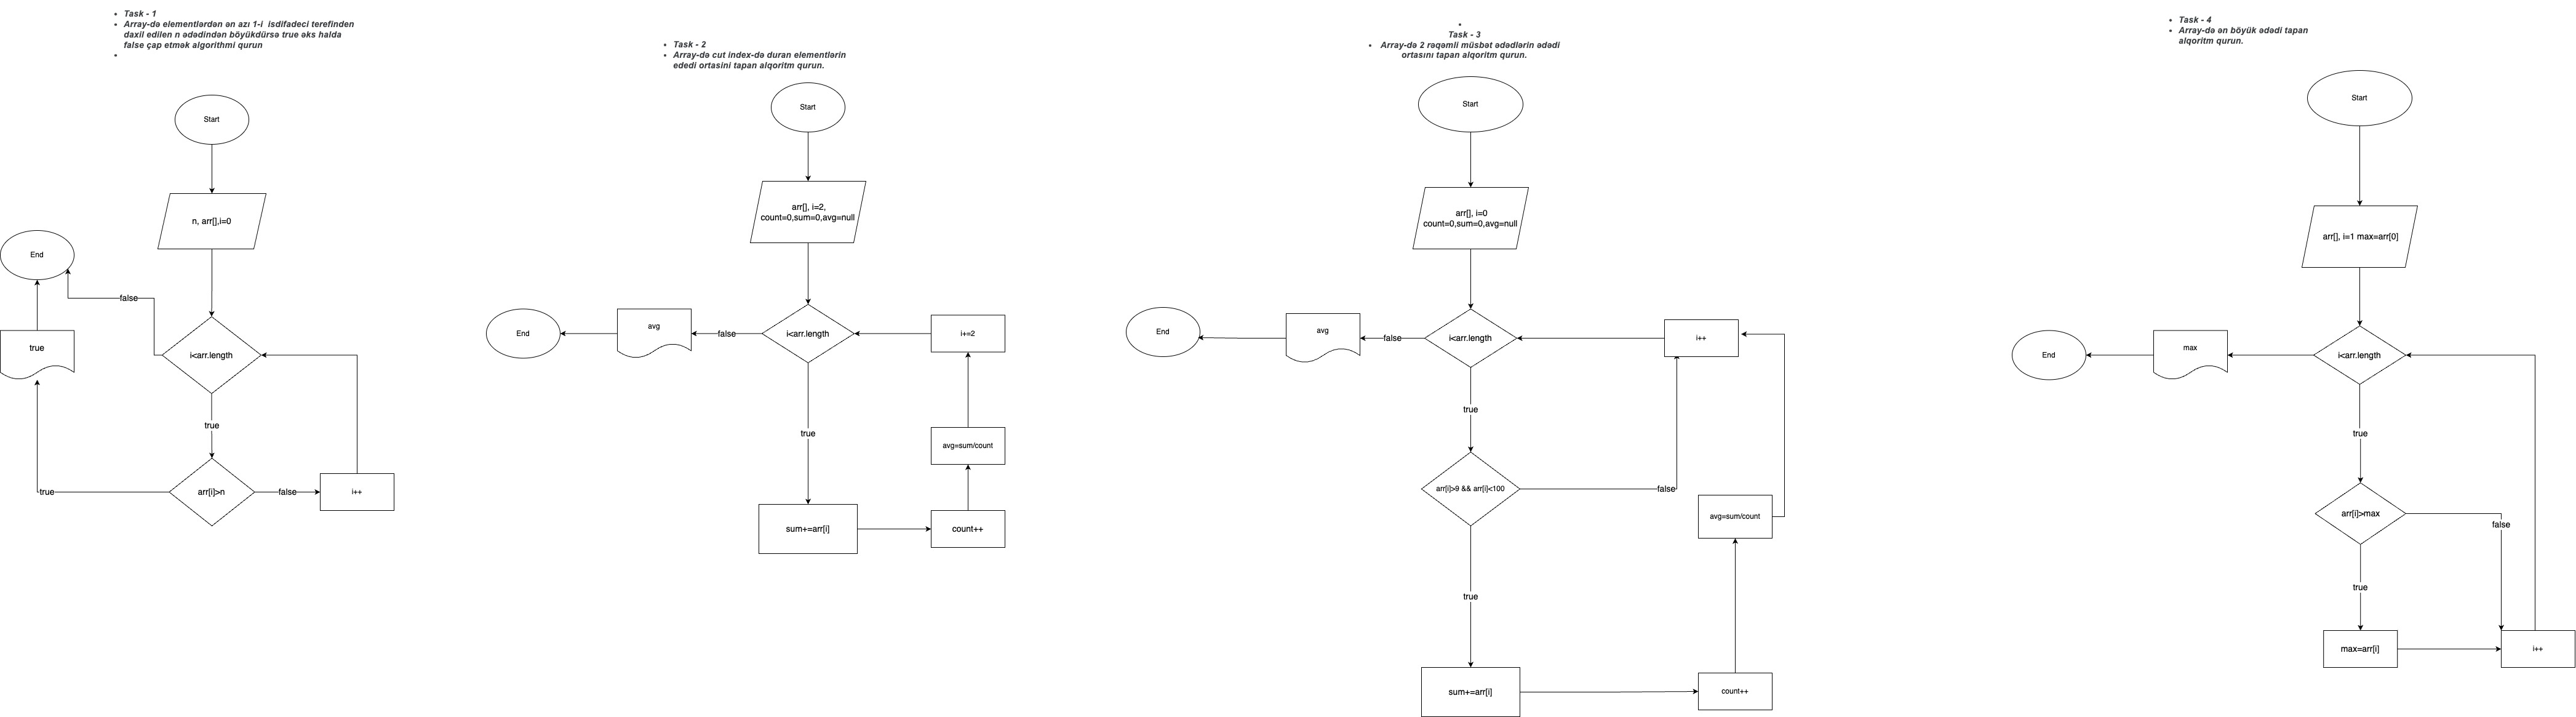 Task - 1
Array-də elementlərdən ən azı 1-i isdifadeci terefinden
daxil edilen n ədədindən böyükdürsə true əks halda
false çap etmək algorithmi qurun
Start
n, arr[],i=0
End
false
true
i<arr.length
true
arr[i]>n
true
false
i++
Task - 2
Array-də cut index-də duran elementlərin
ededi ortasini tapan alqoritm qurun.
Start
arr[], i=2,
count=0,sum=0,avg=null
End
avg
false
i<arr.length
i+=2
true
avg=sum/count
sum+=arr[i]
count++
Task - 3
Array-də 2 rəqəmli müsbət ədədlərin ədədi
ortasını tapan alqoritm qurun.
Start
arr[], i=0
count=0,sum=0,avg=null
End
avg
false
i<arr.length
i++
true
arr[i]>9 && arr[i]<100
false
avg=sum/count
true
sum+=arr[i]
count++
Task - 4
Array-də ən böyük ədədi tapan
alqoritm qurun.
Start
arr[], i=1 max=arr[0]
End
max
i<arr.length
true
arr[i]>max
false
true
max=arr[i]
i++